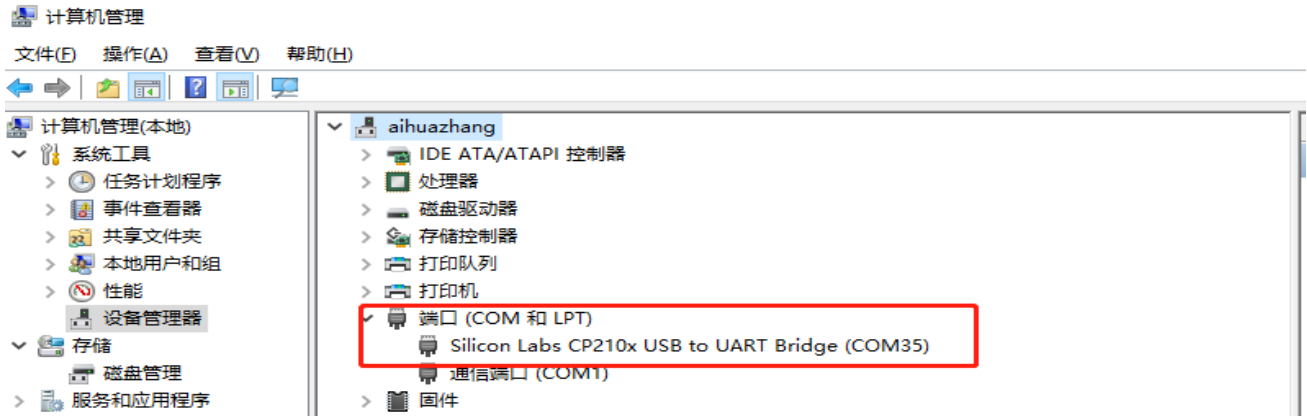 计算机管理
文件(F) 操作(A) 查看(V) 帮助(H)
计算机管理(本地)
系统工具
任务计划程序
事件查看器
共享文件夹
本地用户和组
性能
设备管理器
存储
磁盘管理
服务和应用程序
aihuazhang
IDE ATA/ATAPI 控制器
处理器
磁盘驱动器
存储控制器
打印队列
打印机
端口 (COM 和 LPT)
Silicon Labs CP210x USB to UART Bridge (COM35)
通信端口 (COM1)
固件